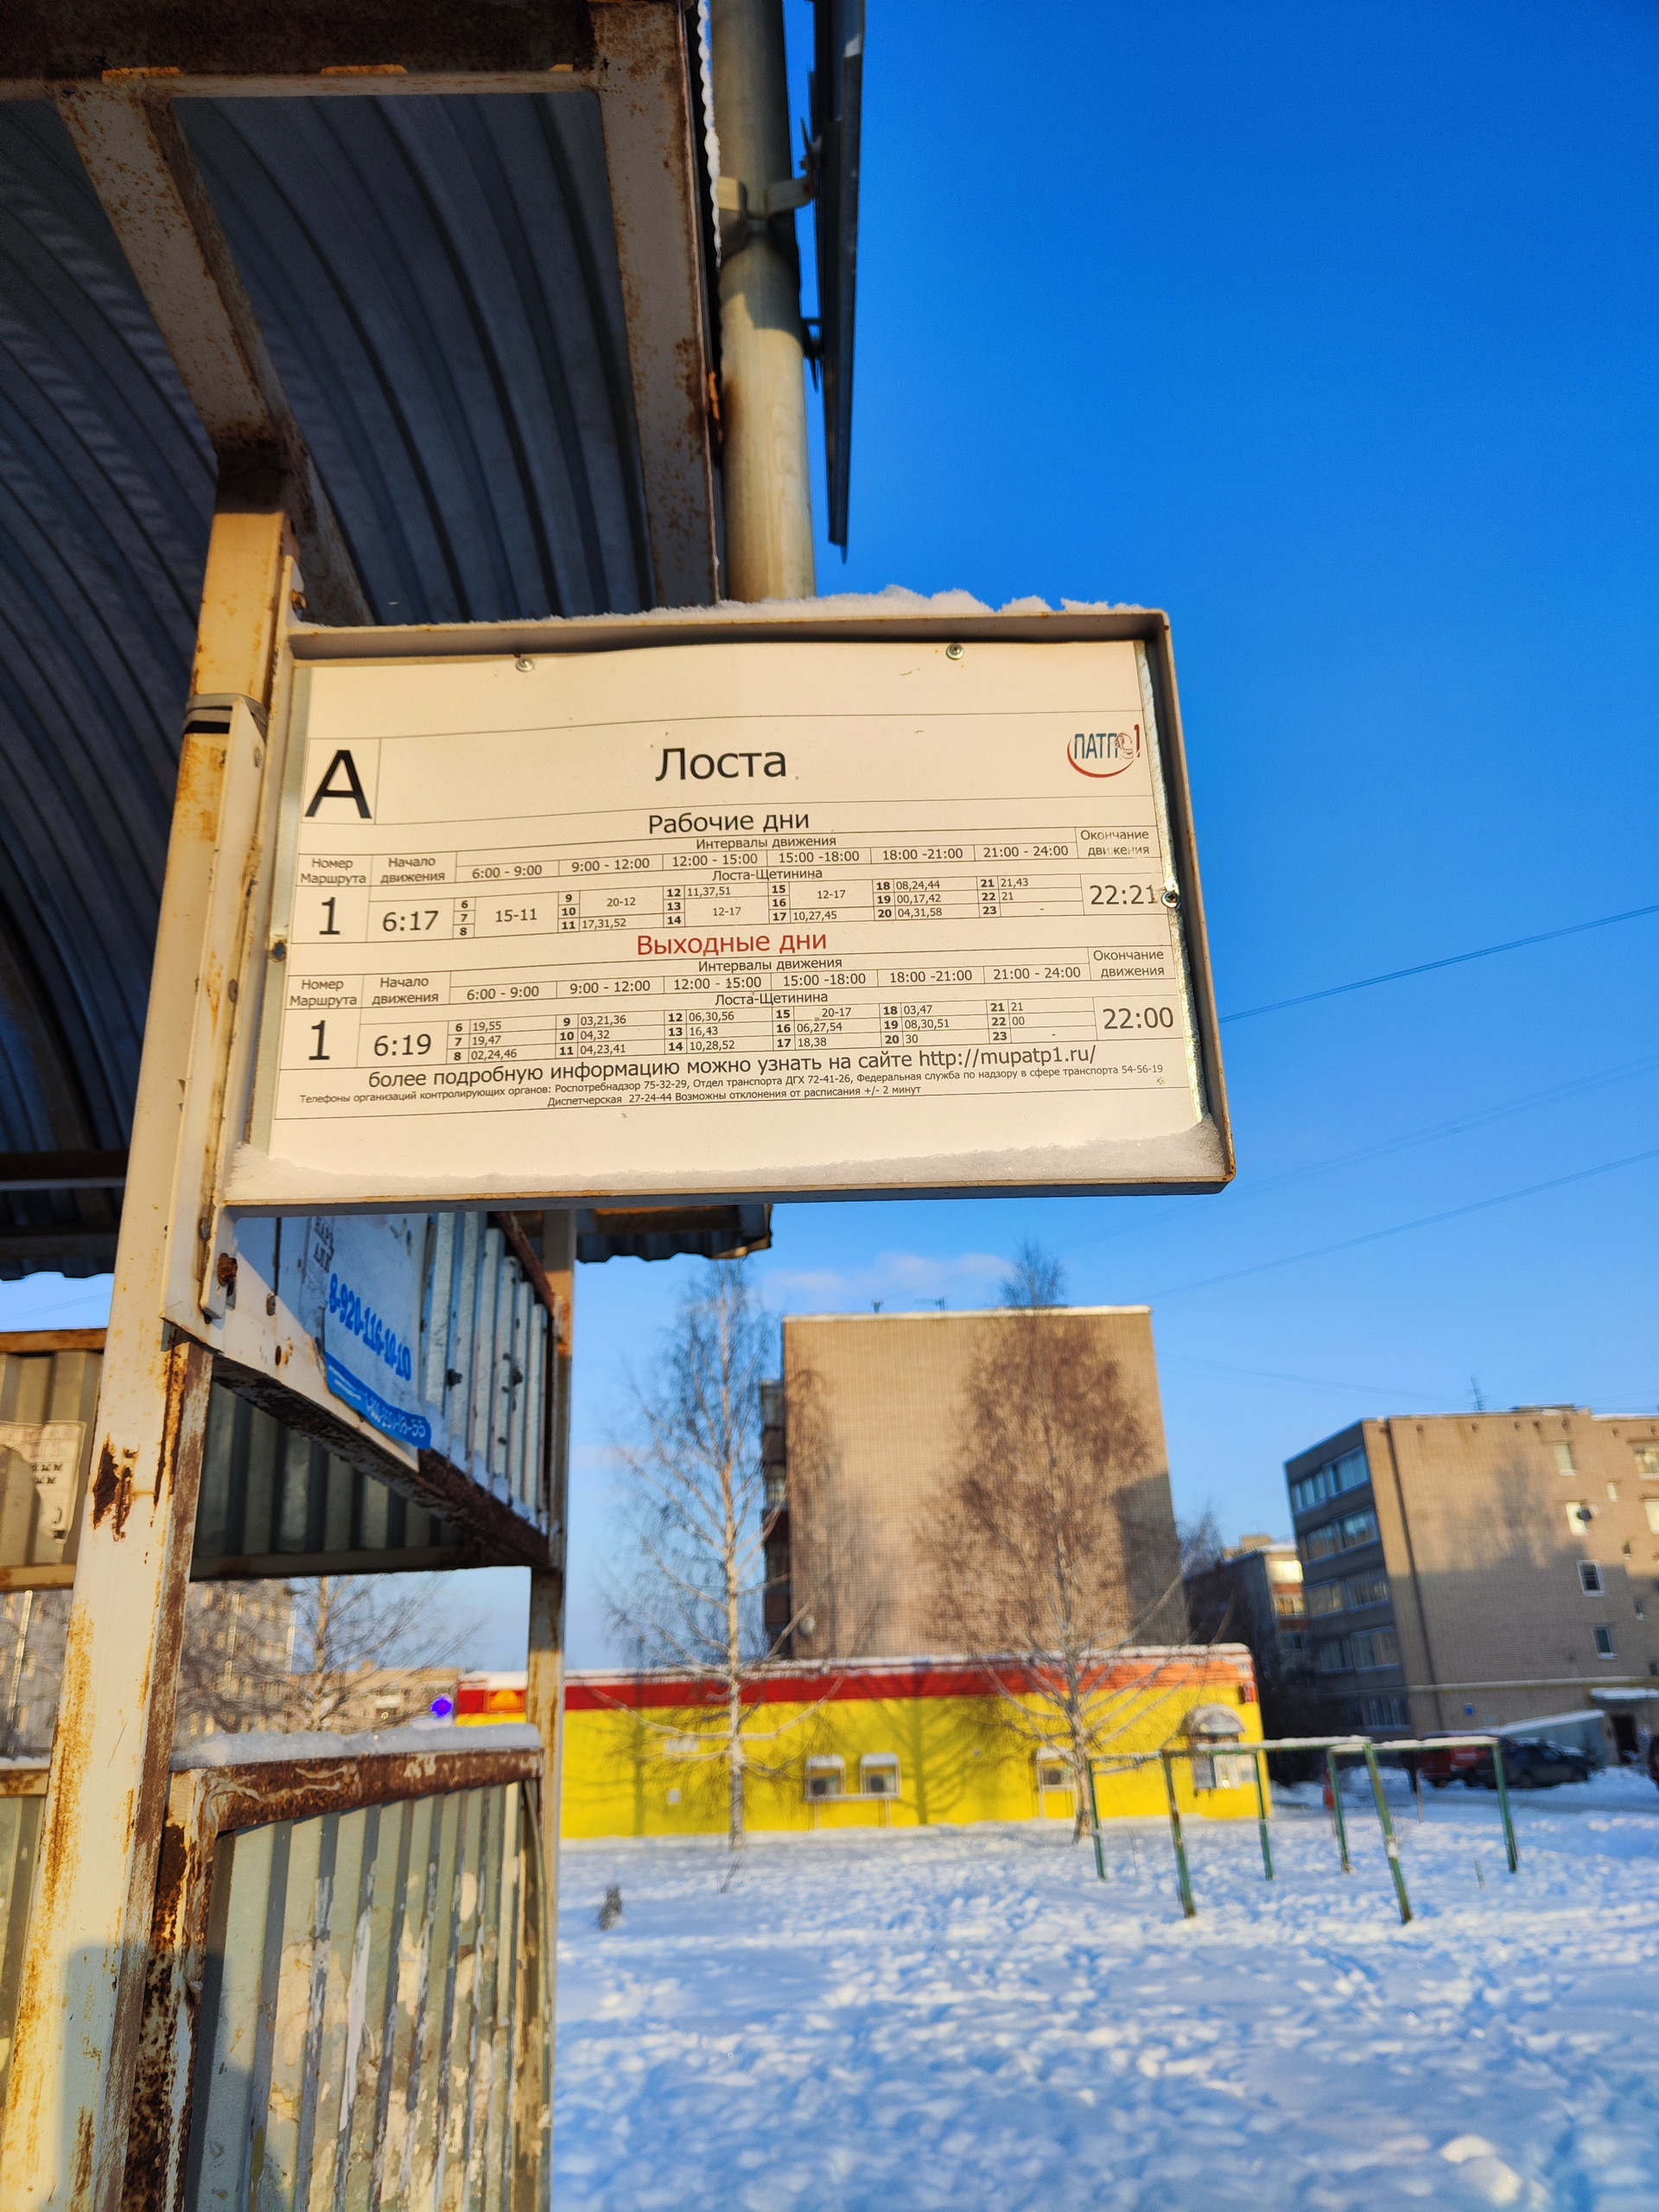 А
Лоста
ПАТП 1
Рабочие дни
Номер Маршрута
Начало движения
Интервалы движения
Окончание движения
6:00 - 9:00 9:00 - 12:00 12:00 - 15:00 15:00 -18:00 18:00 -21:00 21:00 - 24:00
Лоста-Щетинина
1 6:17 22:21
6 7 8 15-11
9 10 20-12
11 17,31,52
12 11,37,51
13 14 12-17
15 16 12-17
17 10,27,45
18 08,24,44
19 00,17,42
20 04,31,58
21 21,43
22 21
23 -
Выходные дни
Номер Маршрута
Начало движения
Интервалы движения
Окончание движения
6:00 - 9:00 9:00 - 12:00 12:00 - 15:00 15:00 -18:00 18:00 -21:00 21:00 - 24:00
Лоста-Щетинина
1 6:19 22:00
6 19,55
7 19,47
8 02,24,46
9 03,21,36
10 04,32
11 04,23,41
12 06,30,56
13 16,43
14 10,28,52
15 20-17
16 06,27,54
17 18,38
18 03,47
19 08,30,51
20 30
21 21
22 00
23 -
более подробную информацию можно узнать на сайте http://mupatp1.ru/
Телефоны организаций контролирующих органов: Роспотребнадзор 75-32-29, Отдел транспорта ДГХ 72-41-26, Федеральная служба по надзору в сфере транспорта 54-56-19
Диспетчерская 27-24-44 Возможны отклонения от расписания +/- 2 минут
8-920-116-10-10